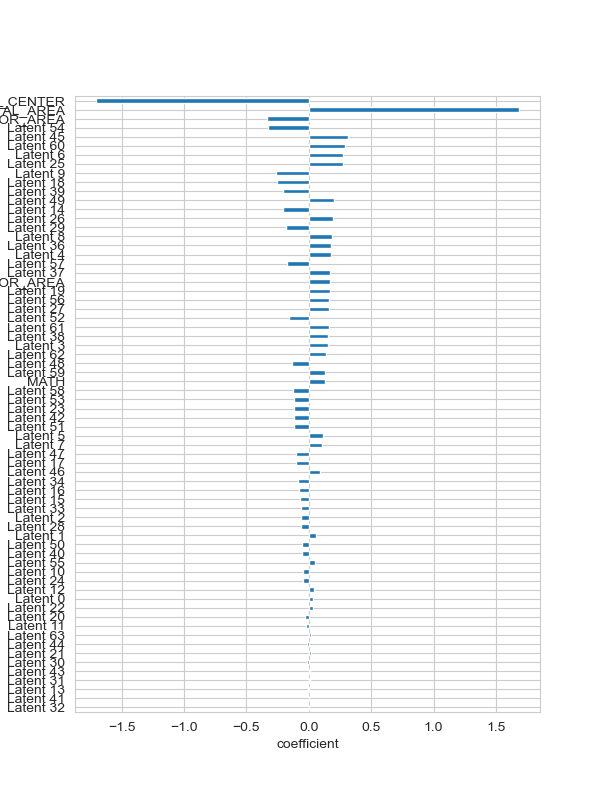 _CENTER
TAL_AREA
OR_AREA
Latent 54
Latent 45
Latent 60
Latent 6
Latent 25
Latent 9
Latent 18
Latent 39
Latent 49
Latent 14
Latent 26
Latent 29
Latent 8
Latent 36
Latent 4
Latent 57
Latent 37
OR_AREA
Latent 19
Latent 56
Latent 27
Latent 52
Latent 61
Latent 38
Latent 3
Latent 62
Latent 48
Latent 59
MATH
Latent 58
Latent 53
Latent 23
Latent 42
Latent 51
Latent 5
Latent 7
Latent 47
Latent 17
Latent 46
Latent 34
Latent 16
Latent 15
Latent 33
Latent 2
Latent 28
Latent 1
Latent 50
Latent 40
Latent 55
Latent 10
Latent 24
Latent 12
Latent 0
Latent 22
Latent 20
Latent 11
Latent 63
Latent 44
Latent 21
Latent 30
Latent 43
Latent 31
Latent 13
Latent 41
Latent 32
−1.5 −1.0 −0.5 0.0 0.5 1.0 1.5
coefficient